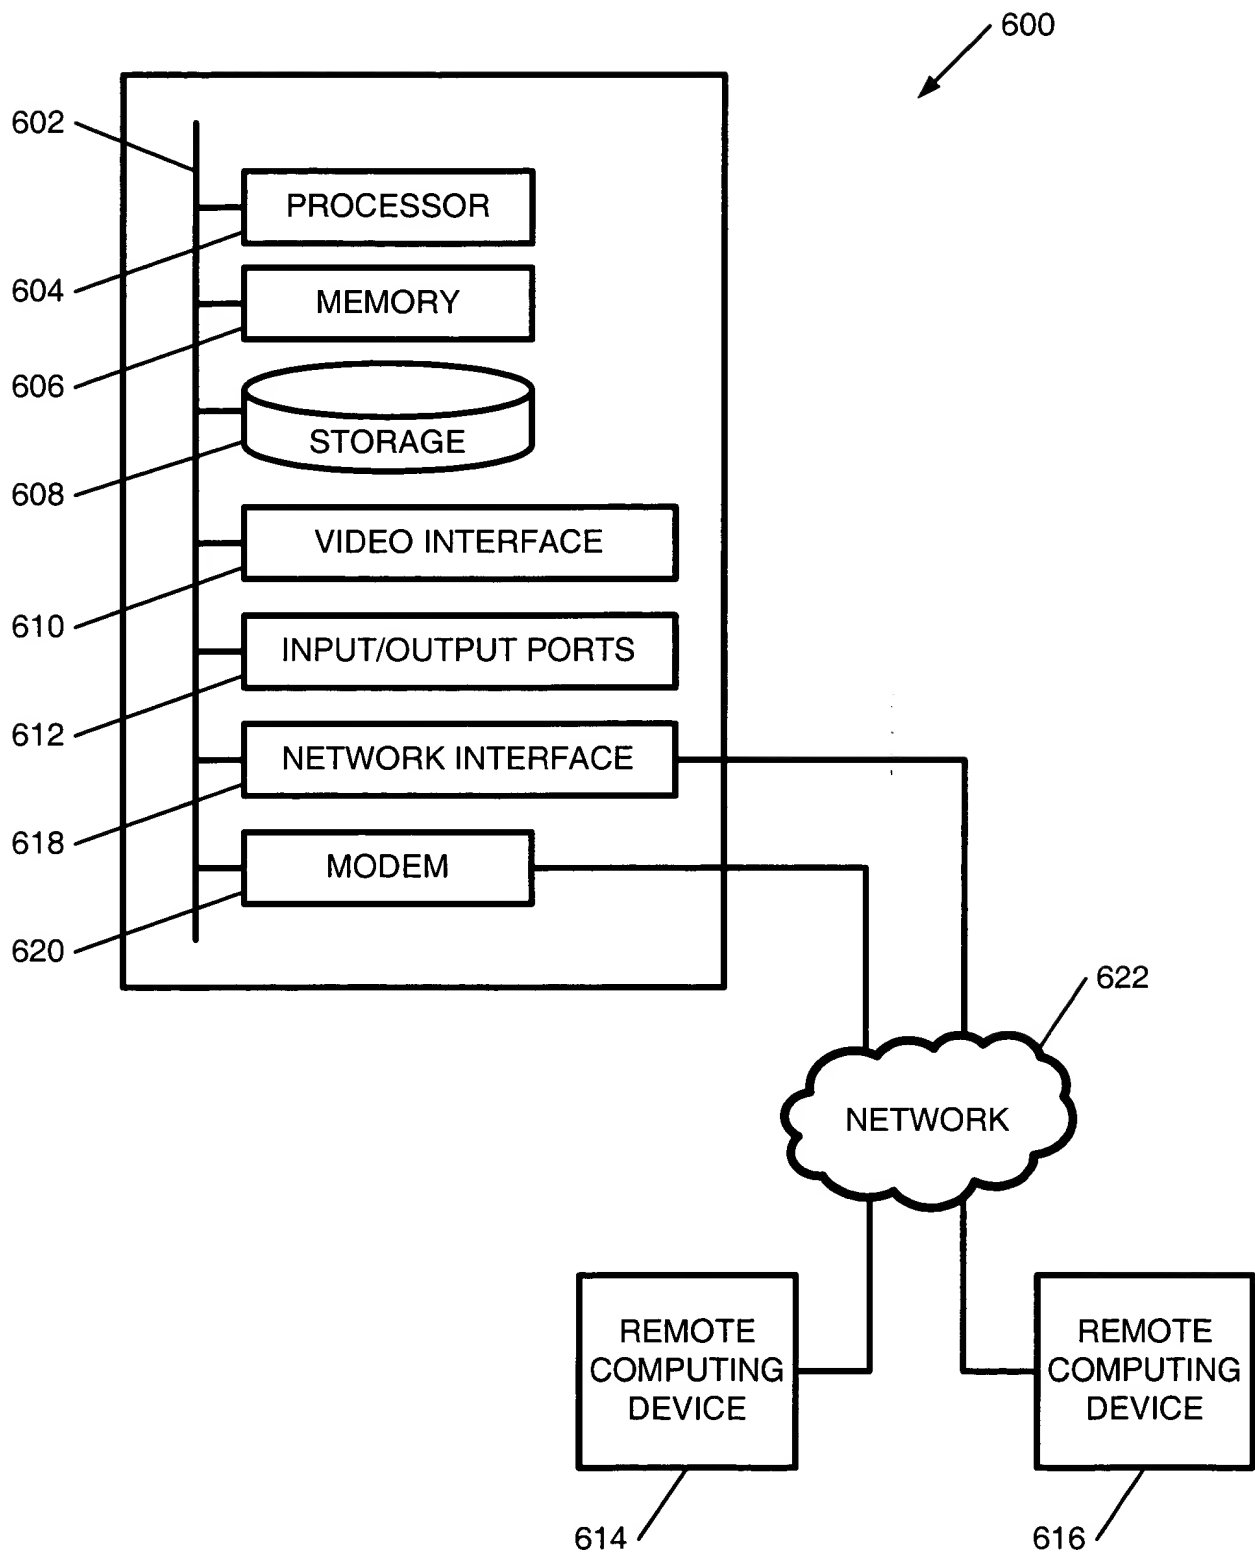 600
602
PROCESSOR
604
MEMORY
606
STORAGE
608
VIDEO INTERFACE
610
INPUT/OUTPUT PORTS
612
NETWORK INTERFACE
618
MODEM
620
622
NETWORK
REMOTE
COMPUTING
DEVICE
REMOTE
COMPUTING
DEVICE
614
616